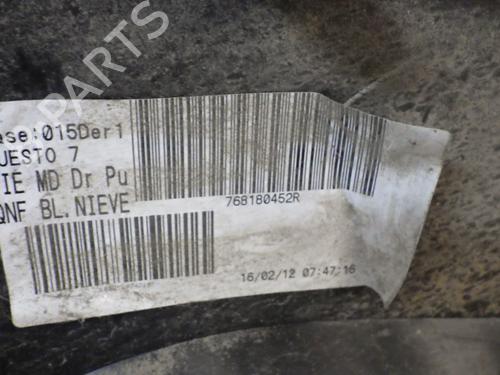 ase:015Der1
UESTO 7
IE MD Dr Pu
QNF BL.NIEVE
768180452R
16/02/12 07:47:16
PARTS